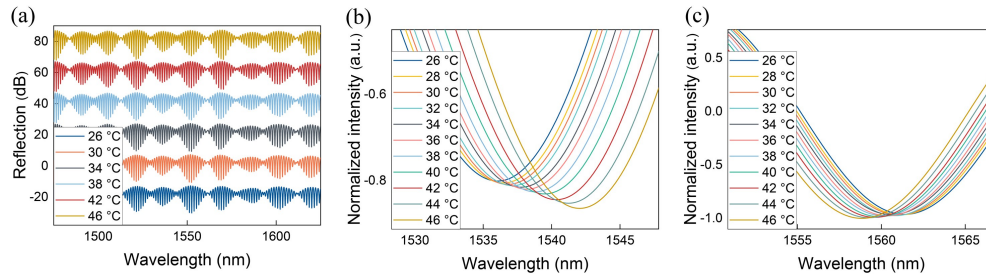 (a)
Reflection (dB)
80
60
40
20
0
-20
26 °C
30 °C
34 °C
38 °C
42 °C
46 °C
1500
1550
1600
Wavelength (nm)
(b)
Normalized intensity (a.u.)
-0.6
-0.8
26 °C
28 °C
30 °C
32 °C
34 °C
36 °C
38 °C
40 °C
42 °C
44 °C
46 °C
1530
1535
1540
1545
Wavelength (nm)
(c)
Normalized intensity (a.u.)
0.5
0.0
-0.5
-1.0
26 °C
28 °C
30 °C
32 °C
34 °C
36 °C
38 °C
40 °C
42 °C
44 °C
46 °C
1555
1560
1565
Wavelength (nm)